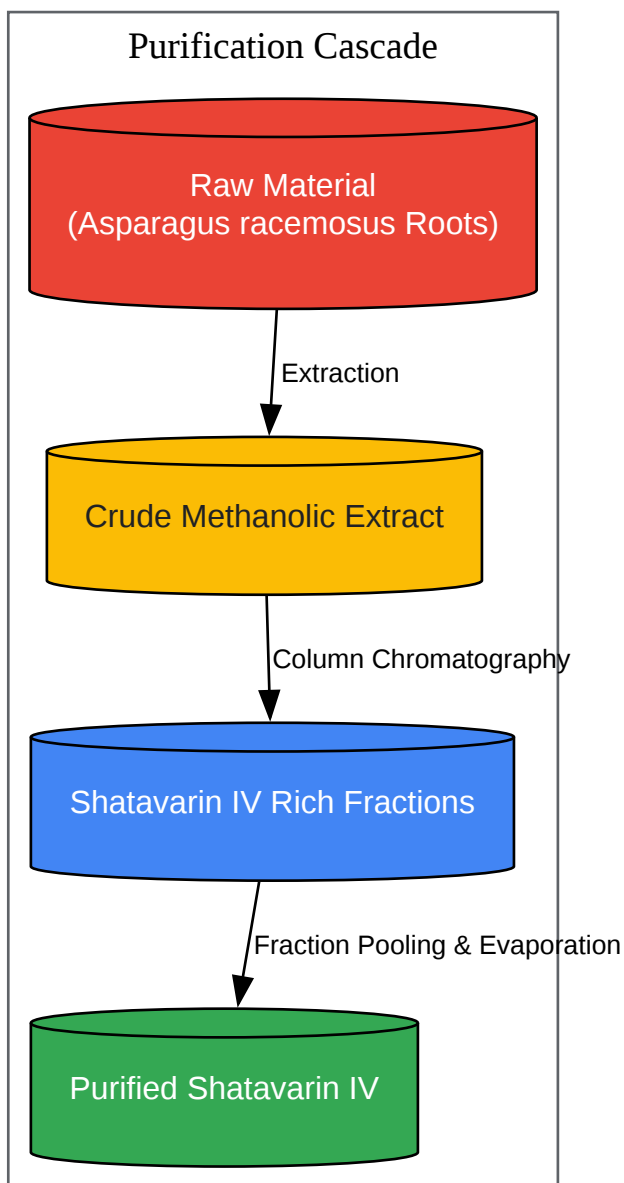 Purification Cascade
Raw Material
(Asparagus racemosus Roots)
Extraction
Crude Methanolic Extract
Column Chromatography
Shatavarin IV Rich Fractions
Fraction Pooling & Evaporation
Purified Shatavarin IV